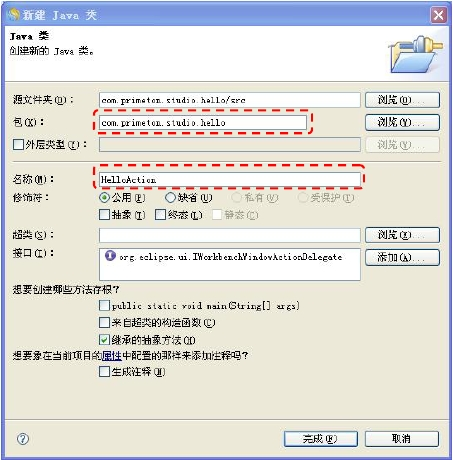 新建 Java 类
Java 类
创建新的 Java 类。
源文件夹(D): com.primeton.studio.hello/src 浏览(O)...
包(K): com.primeton.studio.hello 浏览(W)...
外层类型(Y): 浏览(W)...
名称(M): HelloAction
修饰符: 公用(P) 缺省(U) 私有(V) 受保护(T)
抽象(T) 终态(L) 静态(C)
超类(S): 浏览(E)...
接口(I): org.eclipse.ui.IWorkbenchWindowActionDelegate 添加(A)...
想要创建哪些方法存根?
public static void main(String[] args)
来自超类的构造函数(C)
继承的抽象方法(H)
想要象在当前项目的属性中配置的那样来添加注释吗?
生成注释(N)
完成(F) 取消